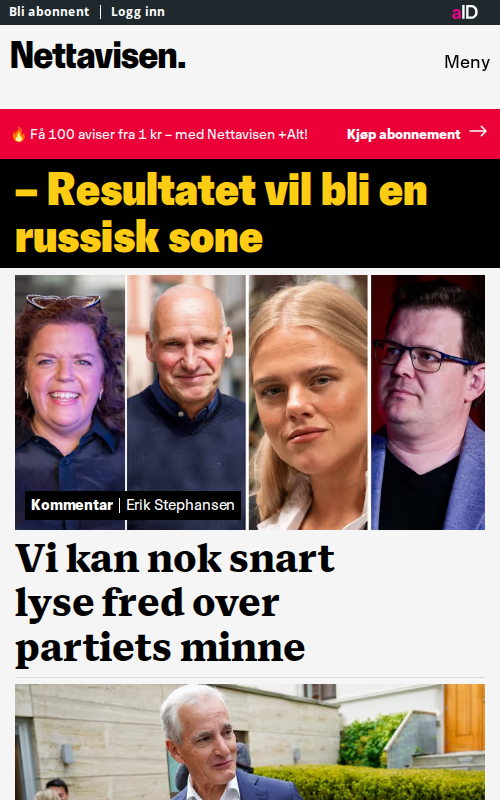 Bli abonnent | Logg inn
aID
Nettavisen.
Meny
🔥 Få 100 aviser fra 1 kr – med Nettavisen +Alt!
Kjøp abonnement →
– Resultatet vil bli en
russisk sone
Kommentar | Erik Stephansen
Vi kan nok snart
lyse fred over
partiets minne